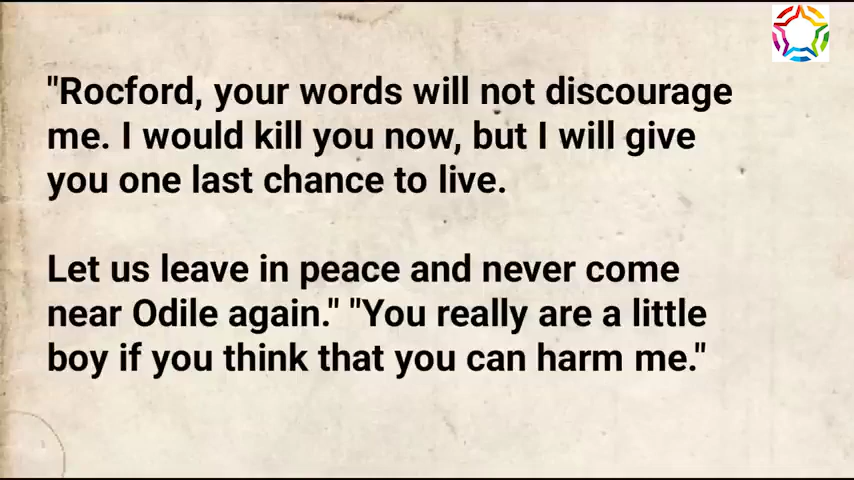 "Rocford, your words will not discourage
me. I would kill you now, but I will give
you one last chance to live.
Let us leave in peace and never come
near Odile again." "You really are a little
boy if you think that you can harm me."